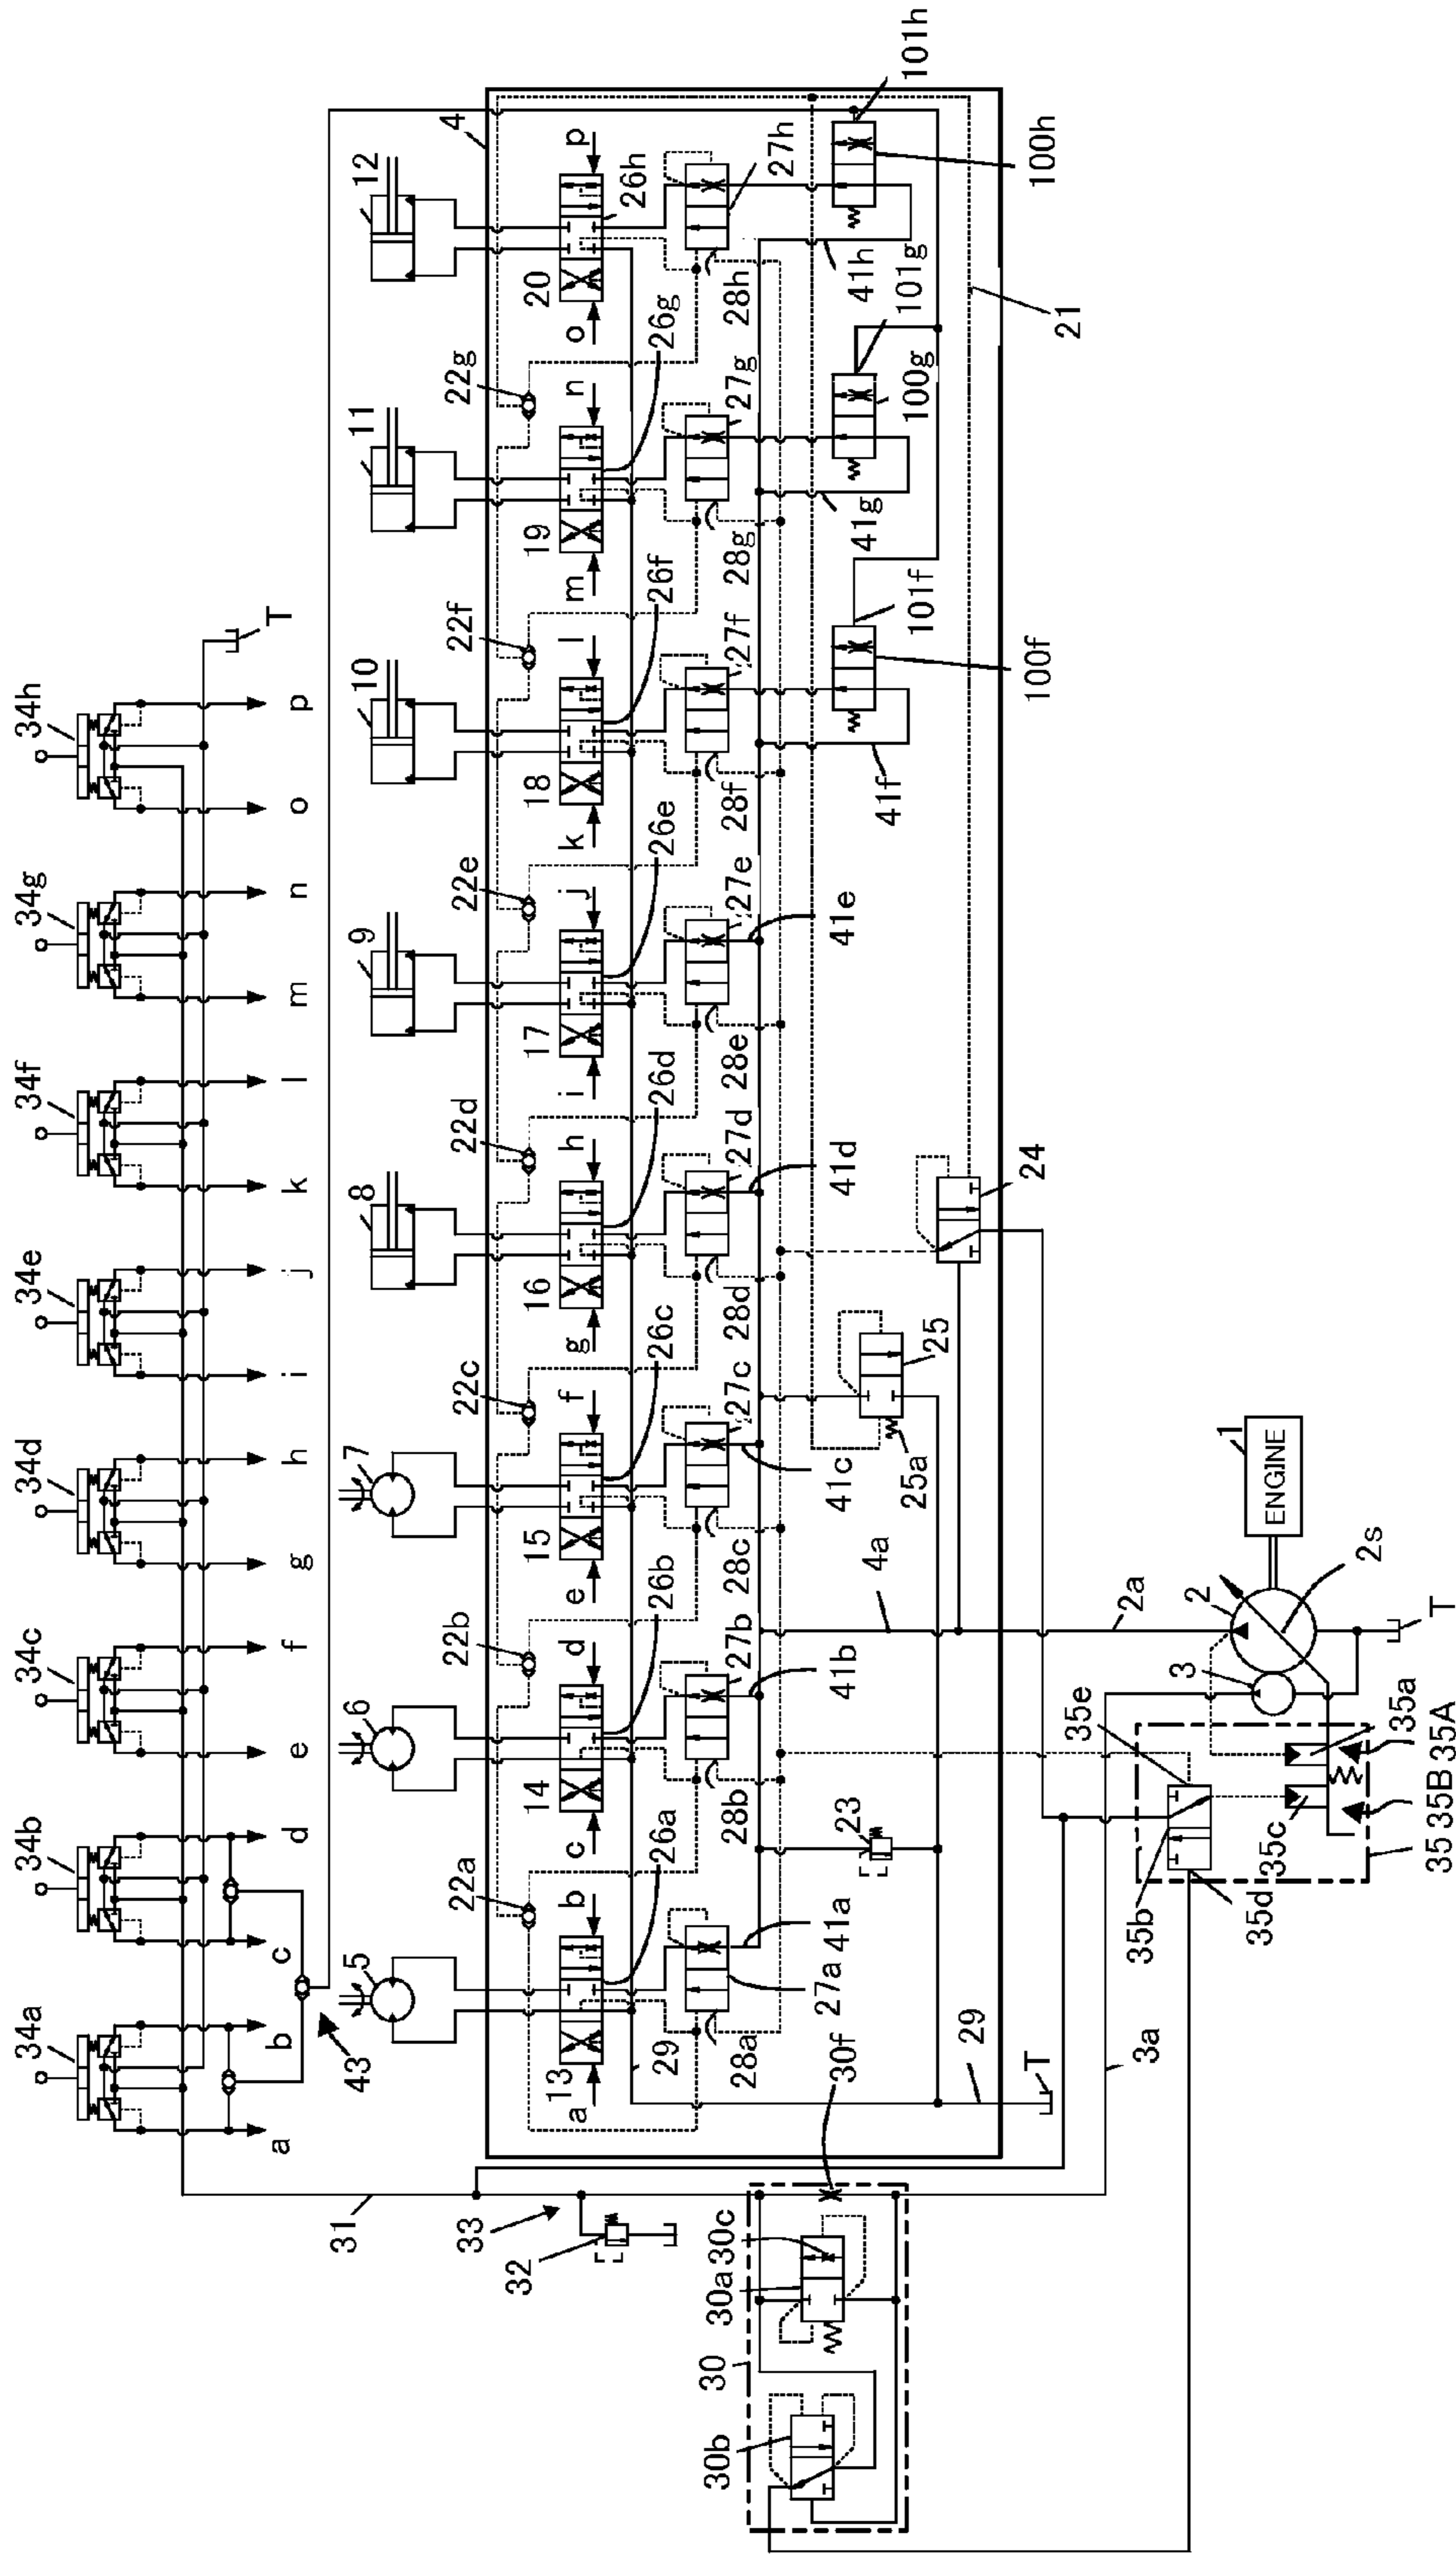 34a 34b 34c 34d 34e 34f 34g 34h
T
a b c d e f g h i j k l m n o p
43
5 6 7 8 9 10 11 12
4
22a 22b 22c 22d 22e 22f 22g
a 13 b c 14 d e 15 f g 16 h i 17 j k 18 l m 19 n o 20 p
26a 26b 26c 26d 26e 26f 26g 26h
31
33
32
29
28a 28b 28c 28d 28e 28f 28g 28h
27a 27b 27c 27d 27e 27f 27g 27h
41a 41b 41c 41d 41e 41f 41g 41h
30f
30
30a 30c
30b
23
4a
25a 25
24
101f 101g 101h
100f 100g 100h
21
29
T
3a
2a
3 2
1
ENGINE
2s
T
35b 35e
35d 35c 35a
35 35B 35A